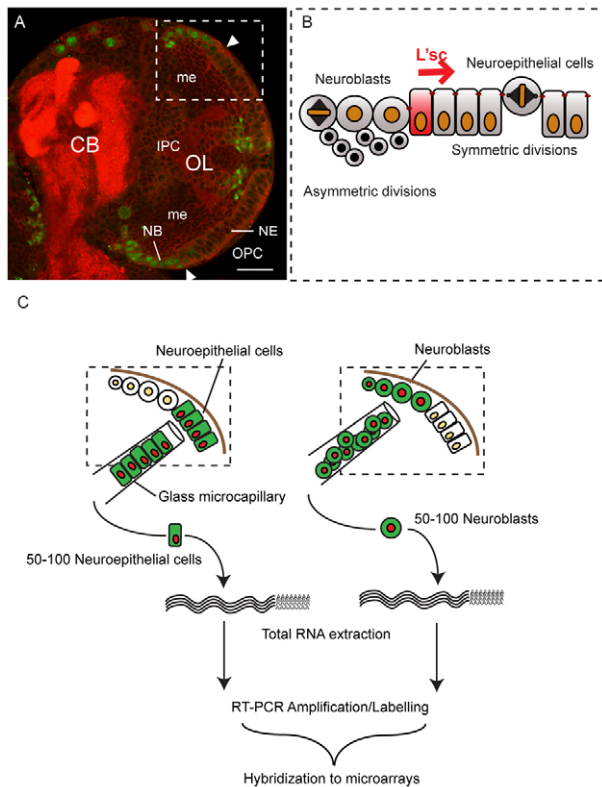 A
me
CB
IPC
OL
me
NB
NE
OPC
B
L'sc
Neuroblasts
Neuroepithelial cells
Symmetric divisions
Asymmetric divisions
C
Neuroepithelial cells
Neuroblasts
Glass microcapillary
50-100 Neuroepithelial cells
50-100 Neuroblasts
Total RNA extraction
RT-PCR Amplification/Labelling
Hybridization to microarrays